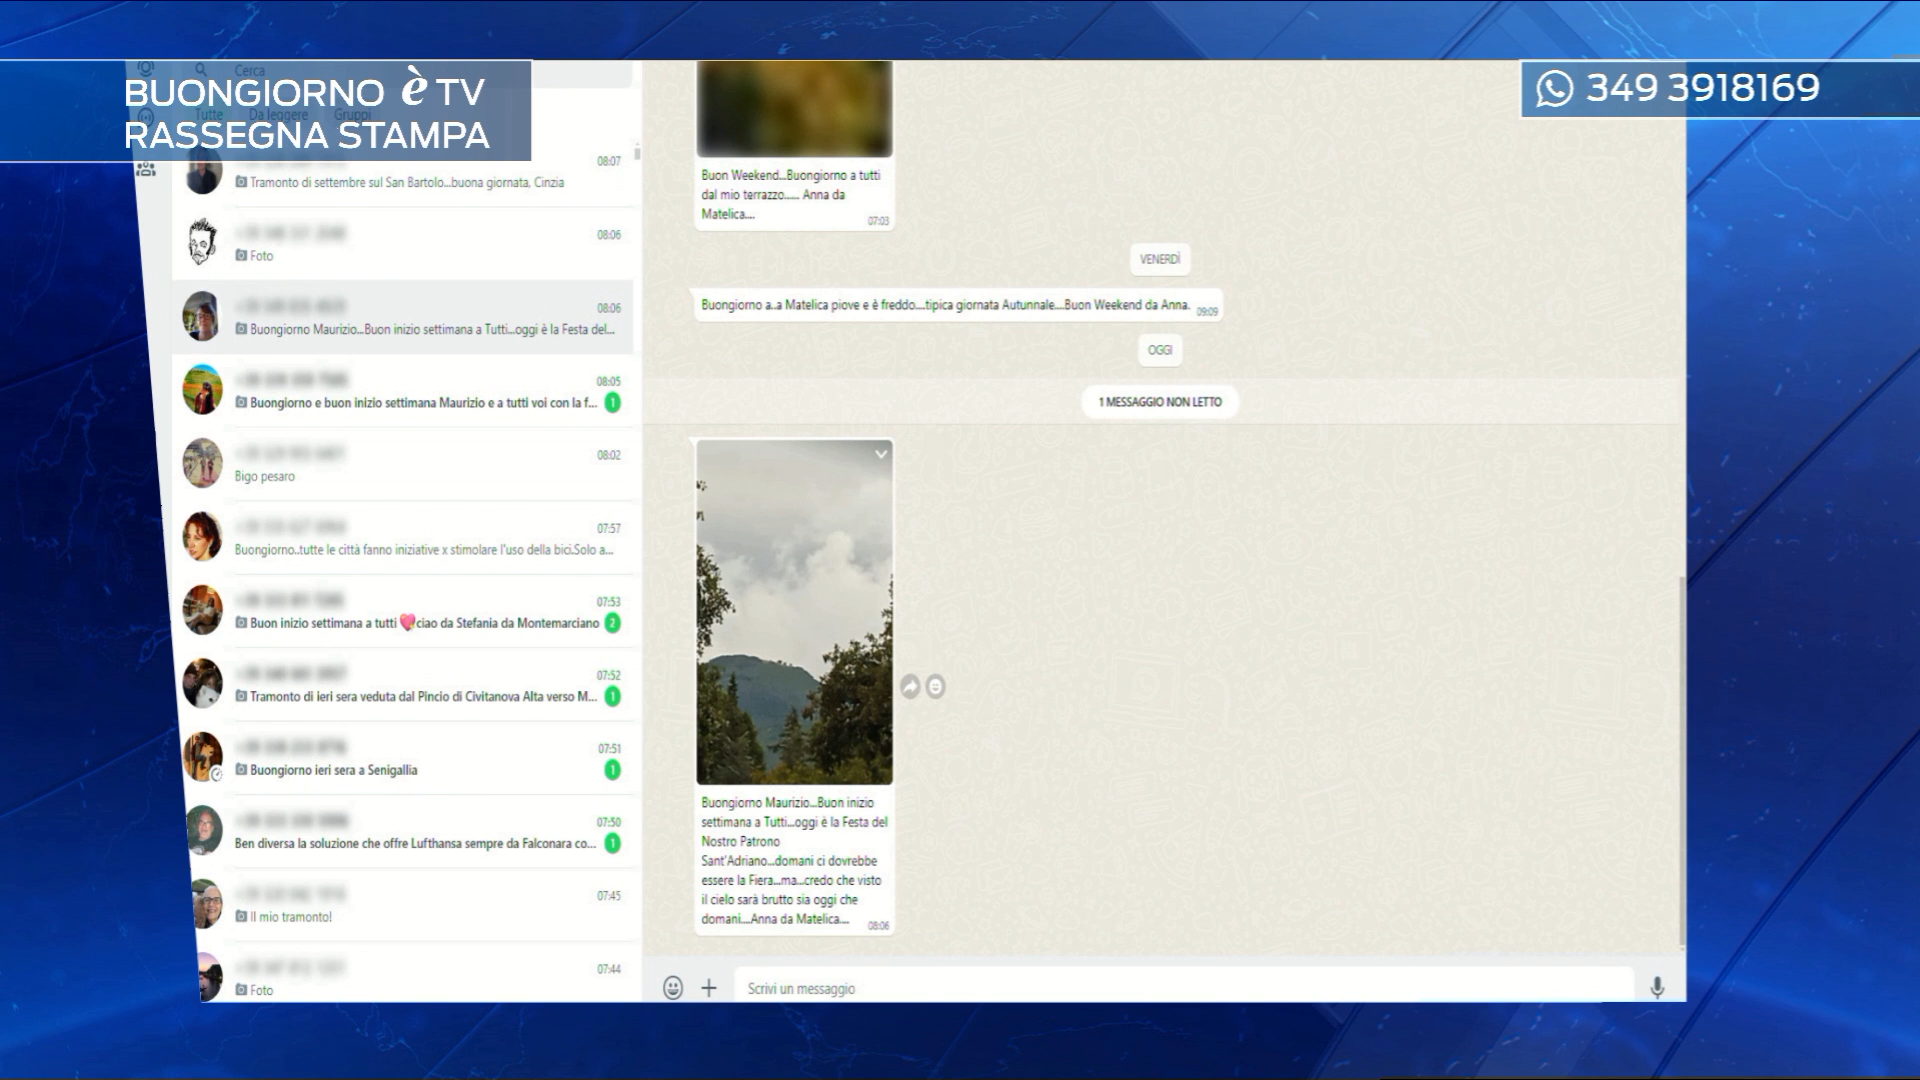 BUONGIORNO è TV
RASSEGNA STAMPA
349 3918169
Cerca
Tutte Da leggere Gruppi
08:07
Tramonto di settembre sul San Bartolo...buona giornata, Cinzia
08:06
Foto
08:06
Buongiorno Maurizio...Buon inizio settimana a Tutti...oggi è la Festa del...
08:05
Buongiorno e buon inizio settimana Maurizio e a tutti voi con la f... 1
08:02
Bigo pesaro
07:57
Buongiorno..tutte le città fanno iniziative x stimolare l'uso della bici.Solo a...
07:53
Buon inizio settimana a tutti 💖ciao da Stefania da Montemarciano 2
07:52
Tramonto di ieri sera veduta dal Pincio di Civitanova Alta verso M... 1
07:51
Buongiorno ieri sera a Senigallia 1
07:50
Ben diversa la soluzione che offre Lufthansa sempre da Falconara co... 1
07:45
Il mio tramonto!
07:44
Foto
Buon Weekend...Buongiorno a tutti
dal mio terrazzo...... Anna da
Matelica....
07:03
VENERDÌ
Buongiorno a..a Matelica piove e è freddo....tipica giornata Autunnale....Buon Weekend da Anna. 09:09
OGGI
1 MESSAGGIO NON LETTO
Buongiorno Maurizio...Buon inizio
settimana a Tutti...oggi è la Festa del
Nostro Patrono
Sant'Adriano...domani ci dovrebbe
essere la Fiera...ma...credo che visto
il cielo sarà brutto sia oggi che
domani....Anna da Matelica....
08:06
Scrivi un messaggio